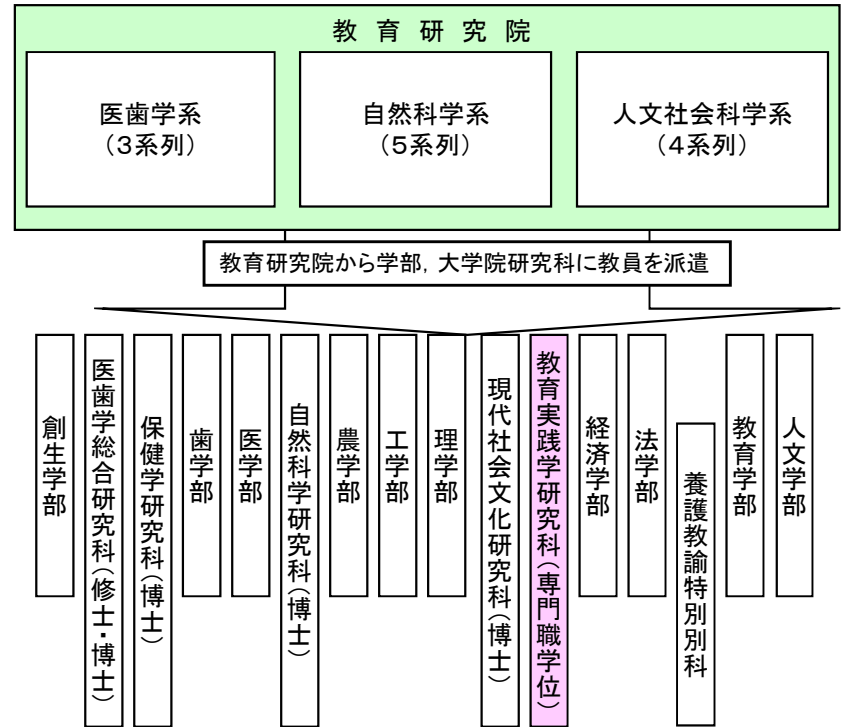 教育研究院
医歯学系
（３系列）
自然科学系
（５系列）
人文社会科学系
（４系列）
教育研究院から学部，大学院研究科に教員を派遣
創生学部
医歯学総合研究科（修士・博士）
保健学研究科（博士）
歯学部
医学部
自然科学研究科（博士）
農学部
工学部
理学部
現代社会文化研究科（博士）
教育実践学研究科（専門職学位）
経済学部
法学部
養護教諭特別別科
教育学部
人文学部